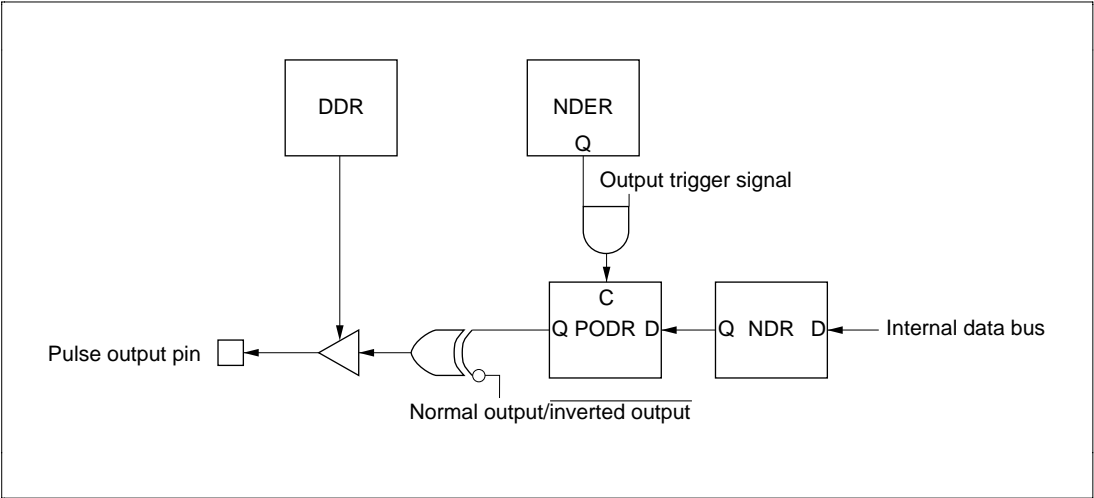 DDR
NDER
Q
Output trigger signal
C
Q PODR D
Q NDR D
Internal data bus
Pulse output pin
Normal output/inverted output